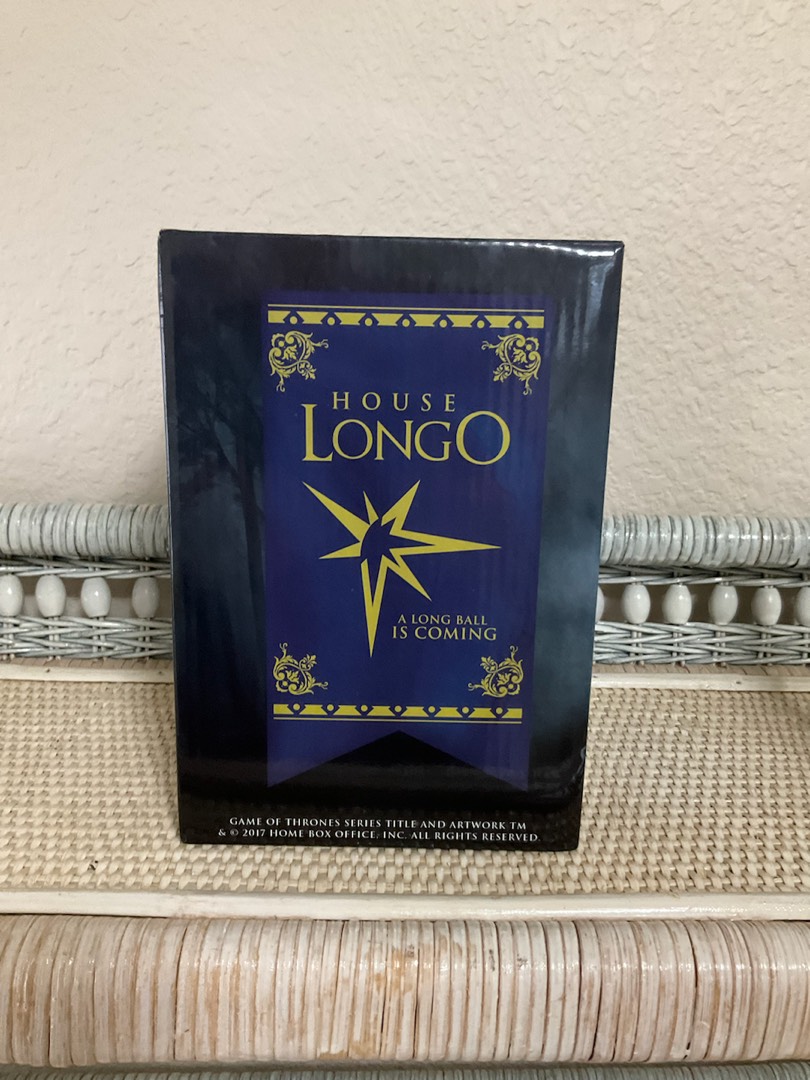 HOUSE
LONGO
A LONG BALL
IS COMING
GAME OF THRONES SERIES TITLE AND ARTWORK TM
& © 2017 HOME BOX OFFICE, INC. ALL RIGHTS RESERVED.